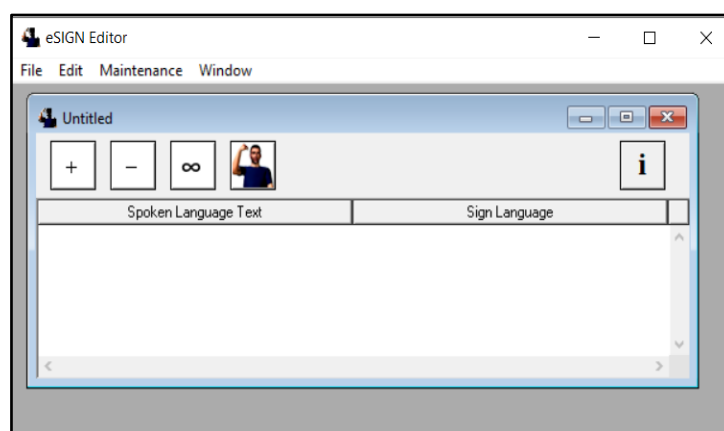 eSIGN Editor
File Edit Maintenance Window
Untitled
+ − ∞ i
Spoken Language Text Sign Language